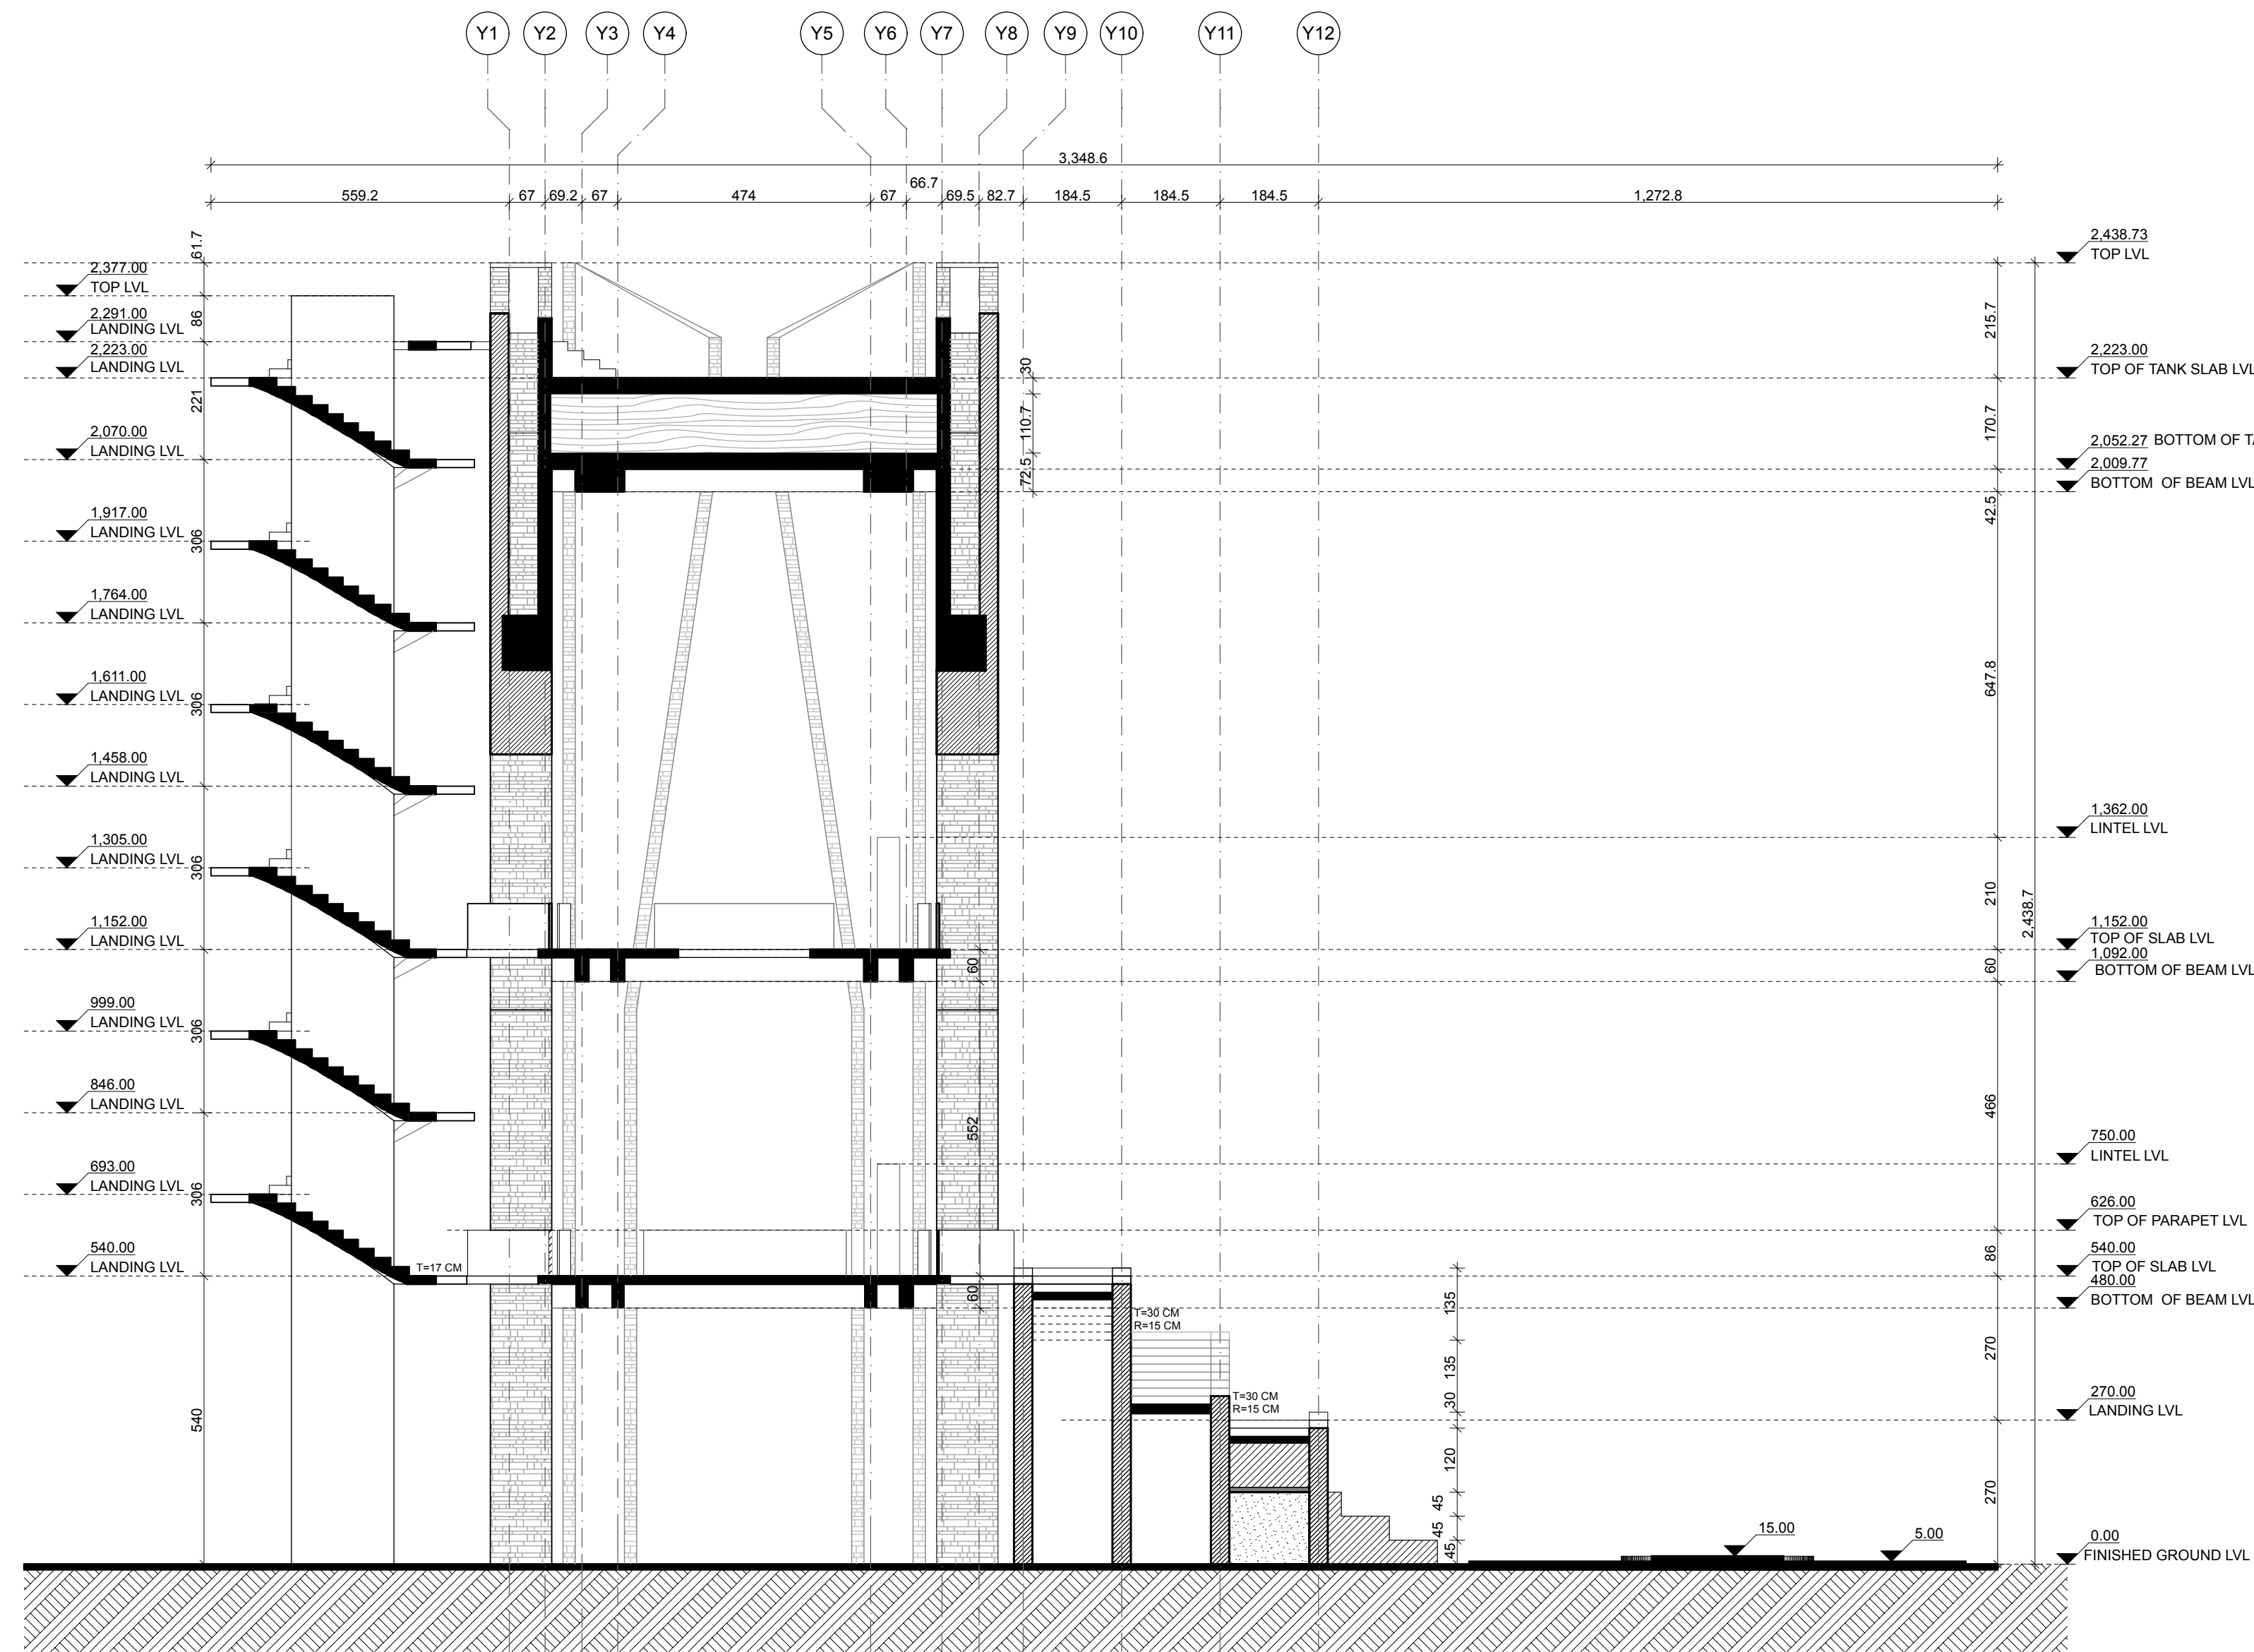 Y1 Y2 Y3 Y4 Y5 Y6 Y7 Y8 Y9 Y10 Y11 Y12
3,348.6
559.2 67 69.2 67 474 67 66.7 69.5 82.7 184.5 184.5 184.5 1,272.8
2,377.00
TOP LVL
2,291.00
LANDING LVL
2,223.00
LANDING LVL
2,070.00
LANDING LVL
1,917.00
LANDING LVL
1,764.00
LANDING LVL
1,611.00
LANDING LVL
1,458.00
LANDING LVL
1,305.00
LANDING LVL
1,152.00
LANDING LVL
999.00
LANDING LVL
846.00
LANDING LVL
693.00
LANDING LVL
540.00
LANDING LVL
61.7
86
221
306
306
306
306
306
540
T=17 CM
30
110.7
72.5
60
552
60
T=30 CM
R=15 CM
T=30 CM
R=15 CM
135
135
30
120
45
45
45
15.00
5.00
215.7
170.7
42.5
647.8
210
60
466
86
270
270
2,438.7
2,438.73
TOP LVL
2,223.00
TOP OF TANK SLAB LVL
2,052.27 BOTTOM OF
2,009.77
BOTTOM OF BEAM LVL
1,362.00
LINTEL LVL
1,152.00
TOP OF SLAB LVL
1,092.00
BOTTOM OF BEAM LVL
750.00
LINTEL LVL
626.00
TOP OF PARAPET LVL
540.00
TOP OF SLAB LVL
480.00
BOTTOM OF BEAM LVL
270.00
LANDING LVL
0.00
FINISHED GROUND LVL